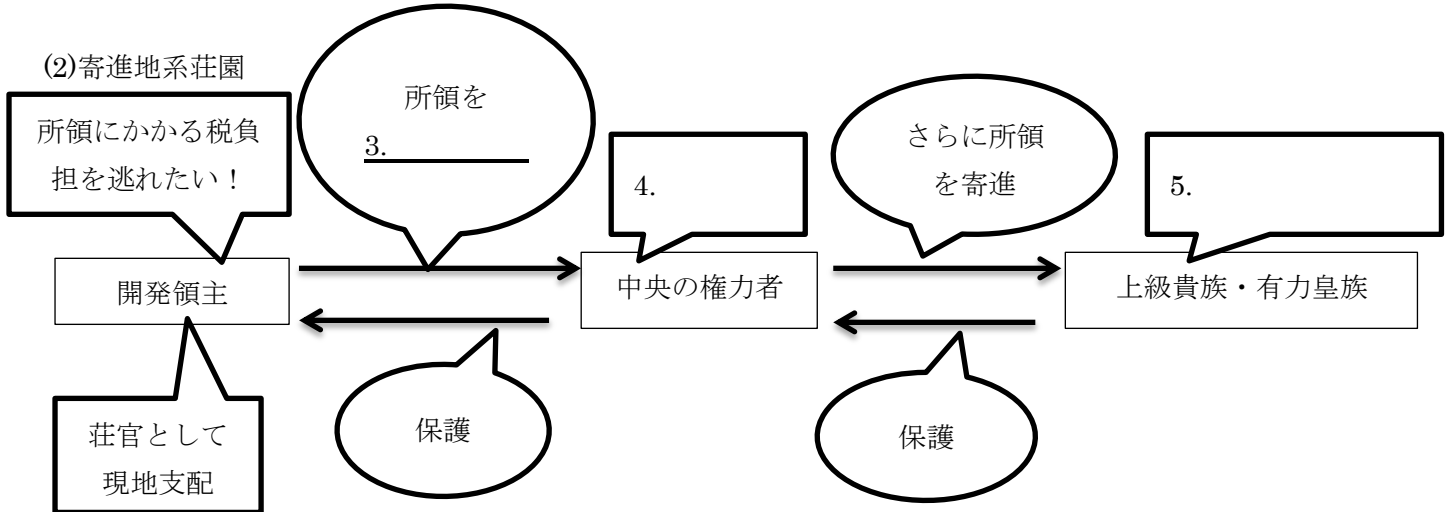 (2)寄進地系荘園
所領にかかる税負
担を逃れたい！
所領を
3.
4.
さらに所領
を寄進
5.
開発領主
中央の権力者
上級貴族・有力皇族
荘官として
現地支配
保護
保護